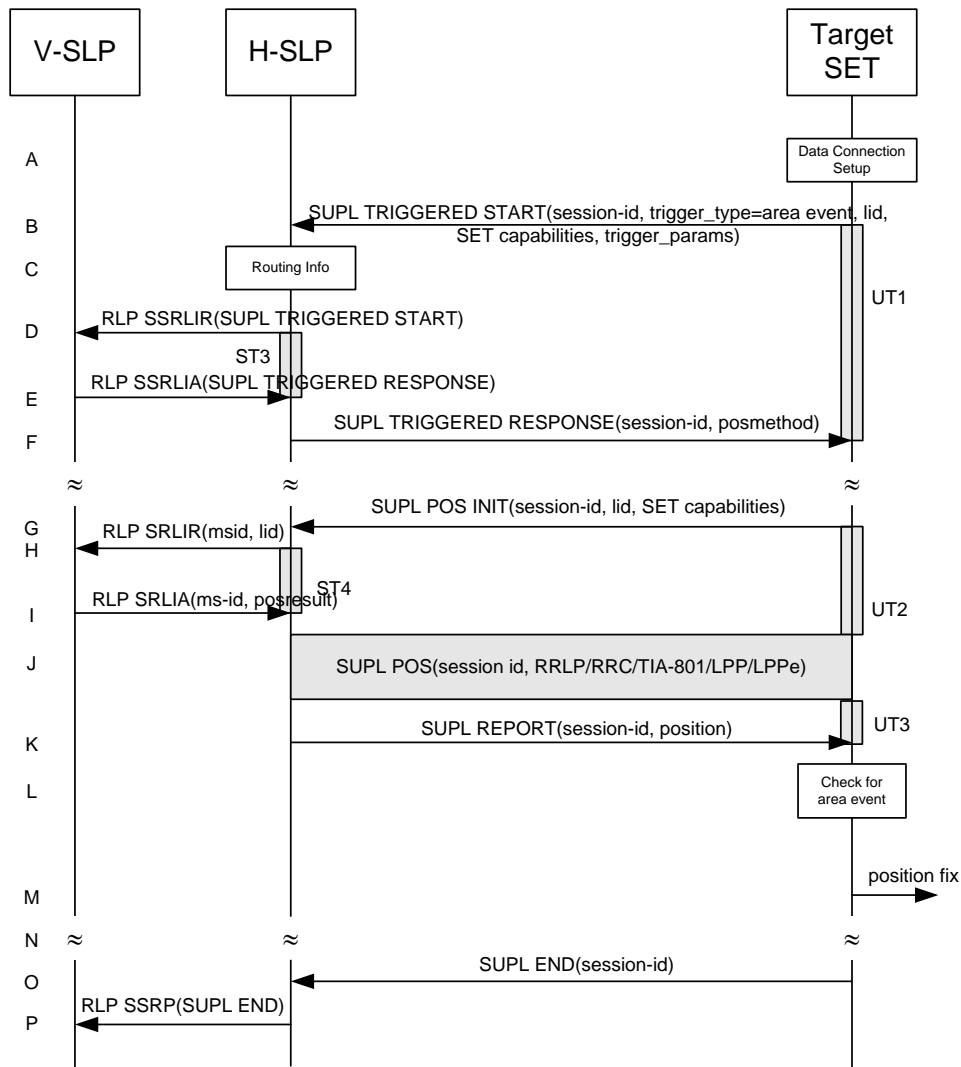 V-SLP
H-SLP
Target
SET
A
Data Connection
Setup
B
SUPL TRIGGERED START(session-id, trigger_type=area event, lid,
SET capabilities, trigger_params)
C
Routing Info
UT1
D
RLP SSRLIR(SUPL TRIGGERED START)
ST3
E
RLP SSRLIA(SUPL TRIGGERED RESPONSE)
F
SUPL TRIGGERED RESPONSE(session-id, posmethod)
≈ ≈ ≈
G
SUPL POS INIT(session-id, lid, SET capabilities)
H
RLP SRLIR(msid, lid)
ST4
I
RLP SRLIA(ms-id, posresult)
UT2
J
SUPL POS(session id, RRLP/RRC/TIA-801/LPP/LPPe)
K
SUPL REPORT(session-id, position)
UT3
L
Check for
area event
M
position fix
N ≈ ≈ ≈
O
SUPL END(session-id)
P
RLP SSRP(SUPL END)